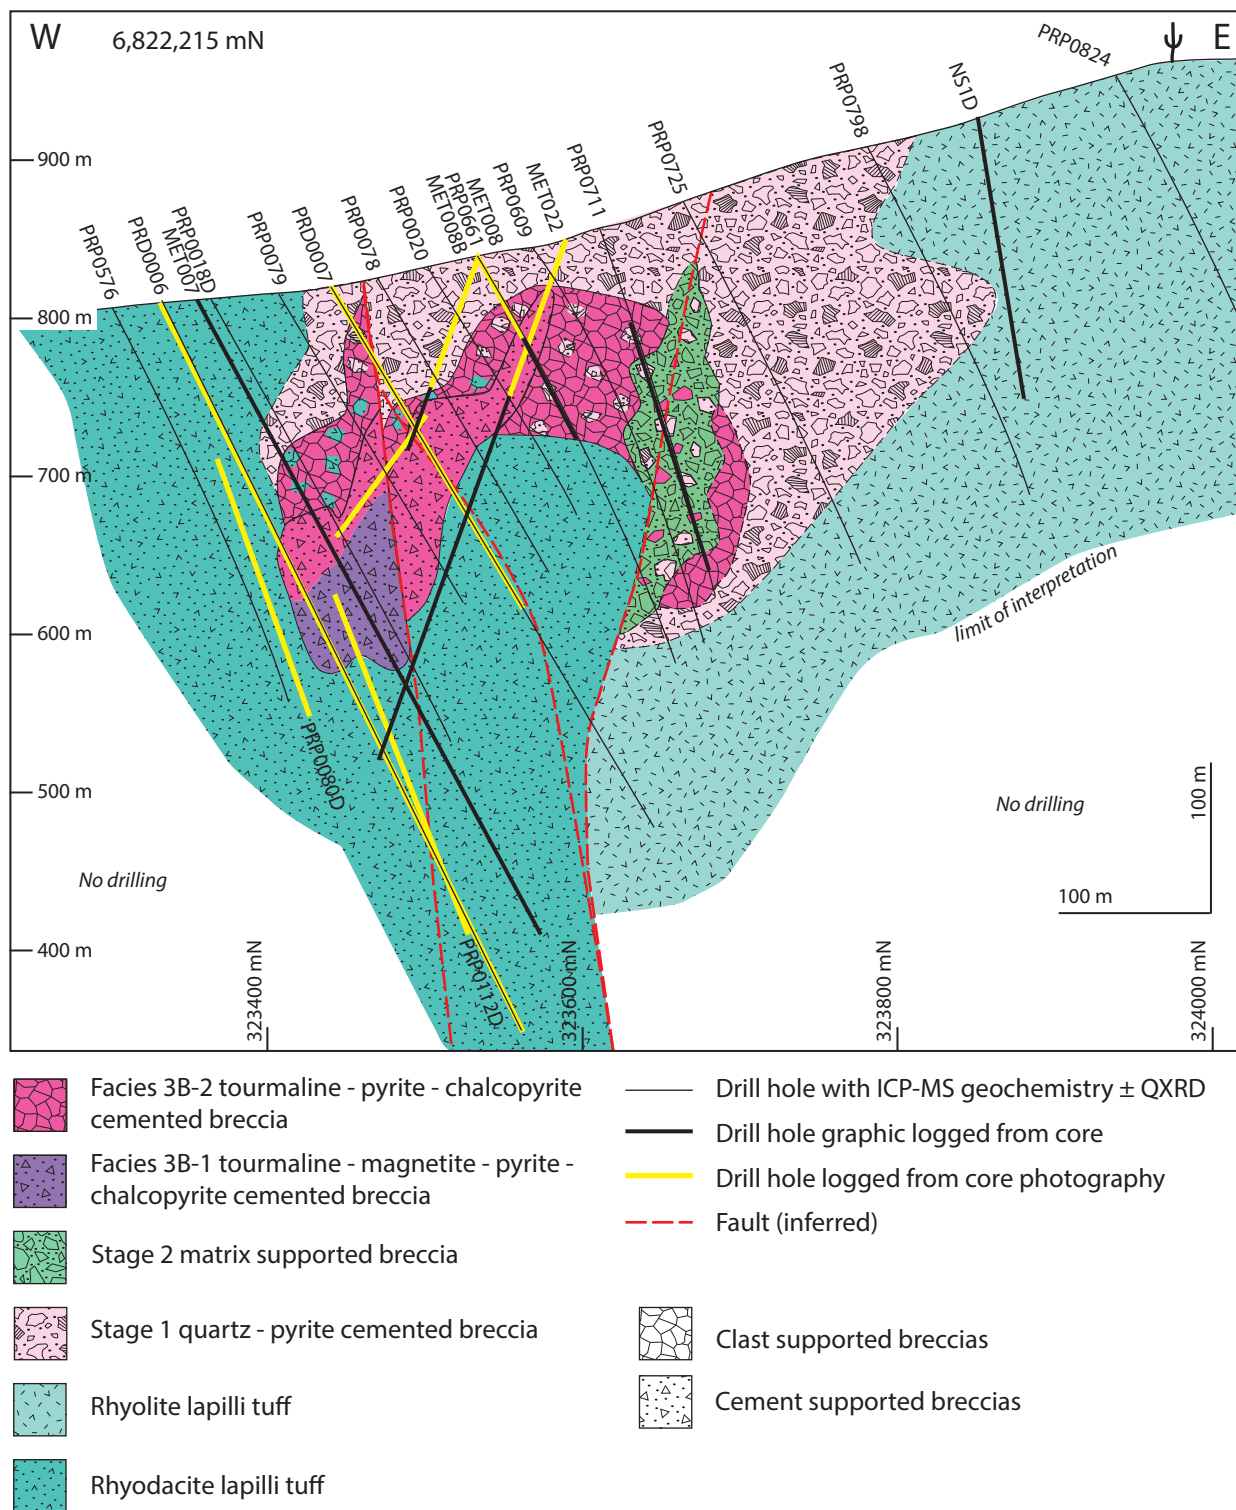 W 6,822,215 mN
E
PRP0824
NS1D
PRP0798
PRP0725
PRP0711
MET022
PRP0609
MET008
PRP0661
MET008B
PRP0020
PRP0078
PRD0007
PRP0079
PRP0018D
MET007
PRD0006
PRP0576
900 m
800 m
700 m
600 m
500 m
400 m
limit of interpretation
PRP0080D
PRP0112D
No drilling
No drilling
100 m
100 m
323400 mN
323600 mN
323800 mN
324000 mN
Facies 3B-2 tourmaline - pyrite - chalcopyrite
cemented breccia
Facies 3B-1 tourmaline - magnetite - pyrite -
chalcopyrite cemented breccia
Stage 2 matrix supported breccia
Stage 1 quartz - pyrite cemented breccia
Rhyolite lapilli tuff
Rhyodacite lapilli tuff
Drill hole with ICP-MS geochemistry ± QXRD
Drill hole graphic logged from core
Drill hole logged from core photography
Fault (inferred)
Clast supported breccias
Cement supported breccias